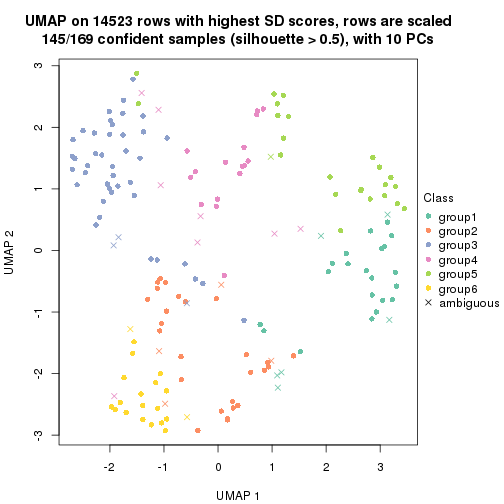 UMAP on 14523 rows with highest SD scores, rows are scaled
145/169 confident samples (silhouette > 0.5), with 10 PCs
3
2
1
0
-1
-2
-3
UMAP 2
-2
-1
0
1
2
3
UMAP 1
Class
group1
group2
group3
group4
group5
group6
ambiguous